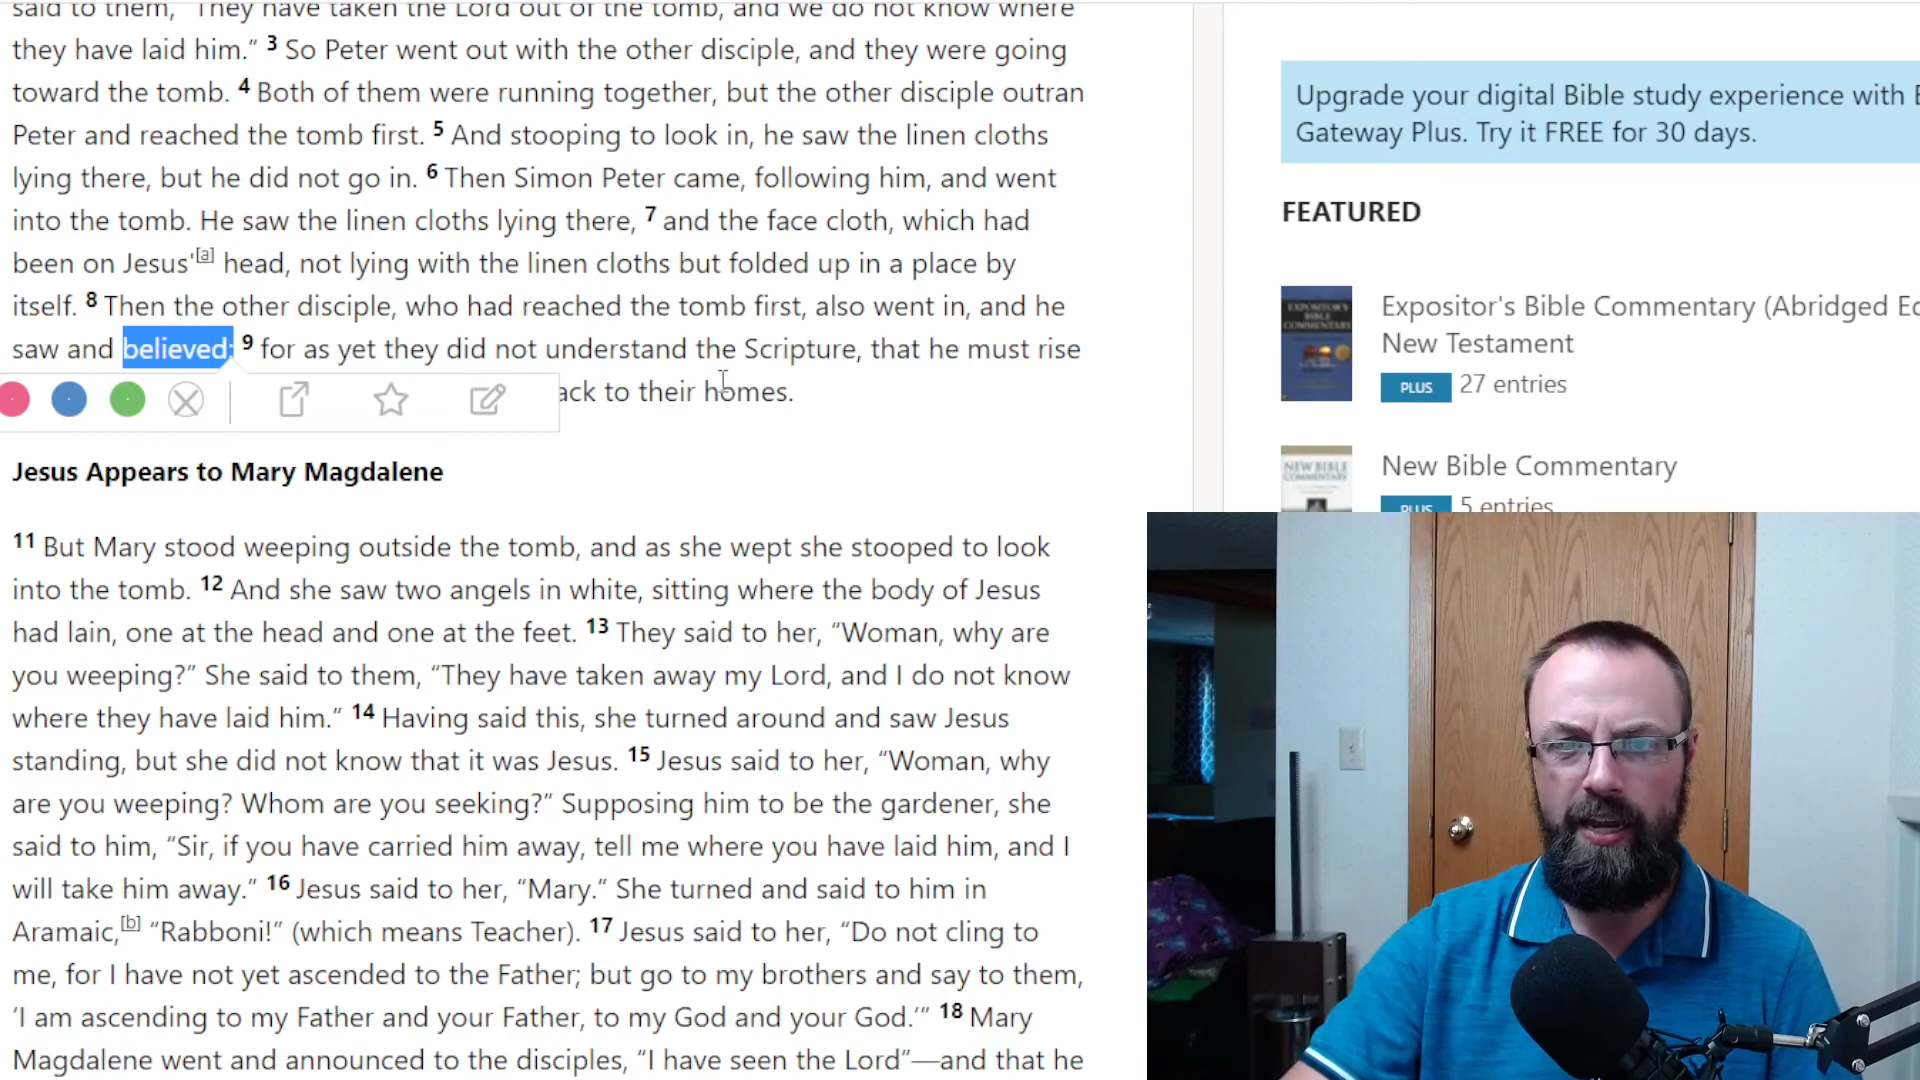 said to them, “They have taken the Lord out of the tomb, and we do not know where
they have laid him.” 3 So Peter went out with the other disciple, and they were going
toward the tomb. 4 Both of them were running together, but the other disciple outran
Peter and reached the tomb first. 5 And stooping to look in, he saw the linen cloths
lying there, but he did not go in. 6 Then Simon Peter came, following him, and went
into the tomb. He saw the linen cloths lying there, 7 and the face cloth, which had
been on Jesus'[a] head, not lying with the linen cloths but folded up in a place by
itself. 8 Then the other disciple, who had reached the tomb first, also went in, and he
saw and believed; 9 for as yet they did not understand the Scripture, that he must rise
ack to their homes.
Jesus Appears to Mary Magdalene
11 But Mary stood weeping outside the tomb, and as she wept she stooped to look
into the tomb. 12 And she saw two angels in white, sitting where the body of Jesus
had lain, one at the head and one at the feet. 13 They said to her, “Woman, why are
you weeping?” She said to them, “They have taken away my Lord, and I do not know
where they have laid him.” 14 Having said this, she turned around and saw Jesus
standing, but she did not know that it was Jesus. 15 Jesus said to her, “Woman, why
are you weeping? Whom are you seeking?” Supposing him to be the gardener, she
said to him, “Sir, if you have carried him away, tell me where you have laid him, and I
will take him away.” 16 Jesus said to her, “Mary.” She turned and said to him in
Aramaic,[b] “Rabboni!” (which means Teacher). 17 Jesus said to her, “Do not cling to
me, for I have not yet ascended to the Father; but go to my brothers and say to them,
‘I am ascending to my Father and your Father, to my God and your God.’” 18 Mary
Magdalene went and announced to the disciples, “I have seen the Lord”—and that he
Upgrade your digital Bible study experience with
Gateway Plus. Try it FREE for 30 days.
FEATURED
EXPOSITOR'S
BIBLE
COMMENTARY
Expositor's Bible Commentary (Abridged Ed
New Testament
PLUS 27 entries
NEW BIBLE
COMMENTARY
New Bible Commentary
PLUS 5 entries